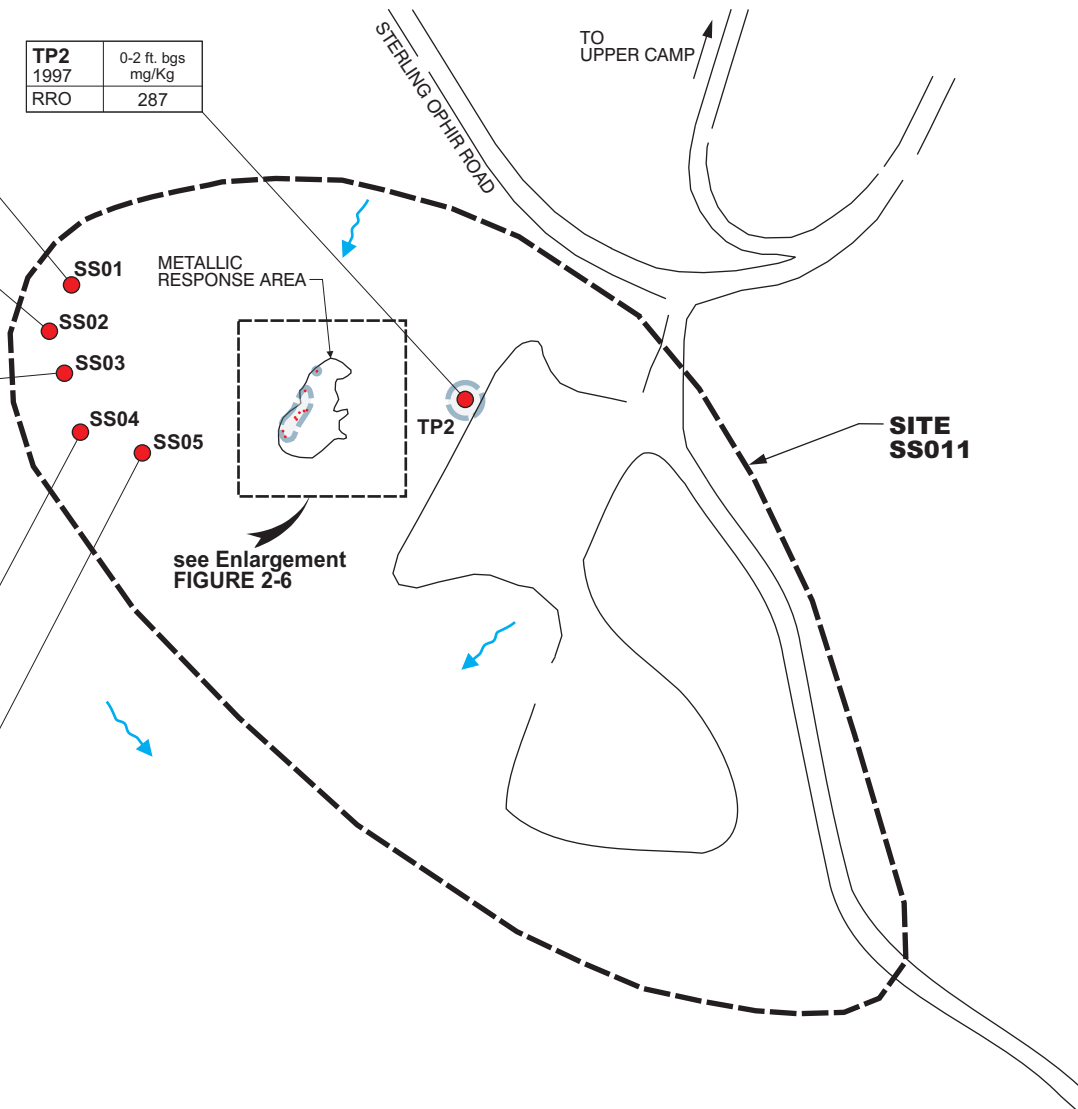 TP2
1997
0-2 ft. bgs
mg/Kg
RRO
287
STERLING OPHIR ROAD
TO
UPPER CAMP
METALLIC
RESPONSE AREA
SS01
SS02
SS03
SS04
SS05
TP2
SITE
SS011
see Enlargement
FIGURE 2-6